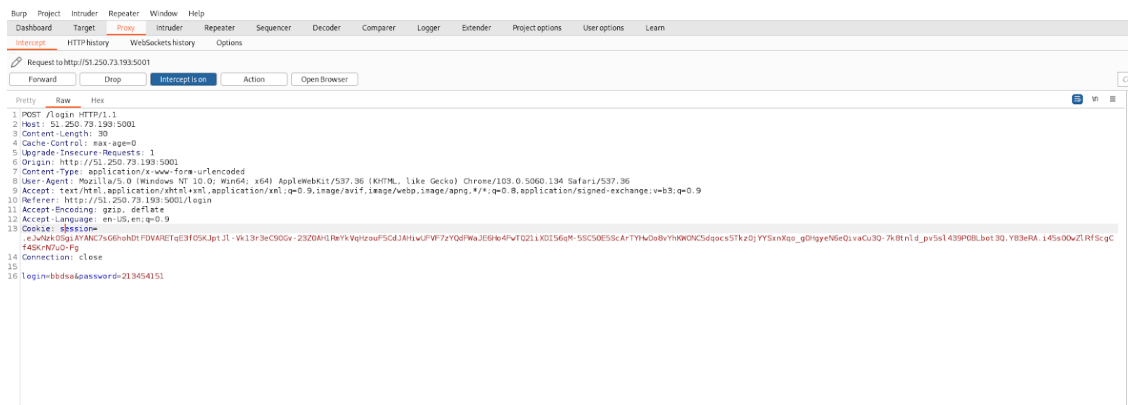 Burp Project Intruder Repeater Window Help
Dashboard Target Proxy Intruder Repeater Sequencer Decoder Comparer Logger Extender Project options User options Learn
Intercept HTTP history WebSockets history Options
Request to http://51.250.73.193:5001
Forward Drop Intercept is on Action Open Browser
Pretty Raw Hex
1 POST /login HTTP/1.1
2 Host: 51.250.73.193:5001
3 Content-Length: 30
4 Cache-Control: max-age=0
5 Upgrade-Insecure-Requests: 1
6 Origin: http://51.250.73.193:5001
7 Content-Type: application/x-www-form-urlencoded
8 User-Agent: Mozilla/5.0 (Windows NT 10.0; Win64; x64) AppleWebKit/537.36 (KHTML, like Gecko) Chrome/103.0.5060.134 Safari/537.36
9 Accept: text/html,application/xhtml+xml,application/xml;q=0.9,image/avif,image/webp,image/apng,*/*;q=0.8,application/signed-exchange;v=b3;q=0.9
10 Referer: http://51.250.73.193:5001/login
11 Accept-Encoding: gzip, deflate
12 Accept-Language: en-US,en;q=0.9
13 Cookie: session=
14 Connection: close
15
16 login=bbdsa&password=213454151